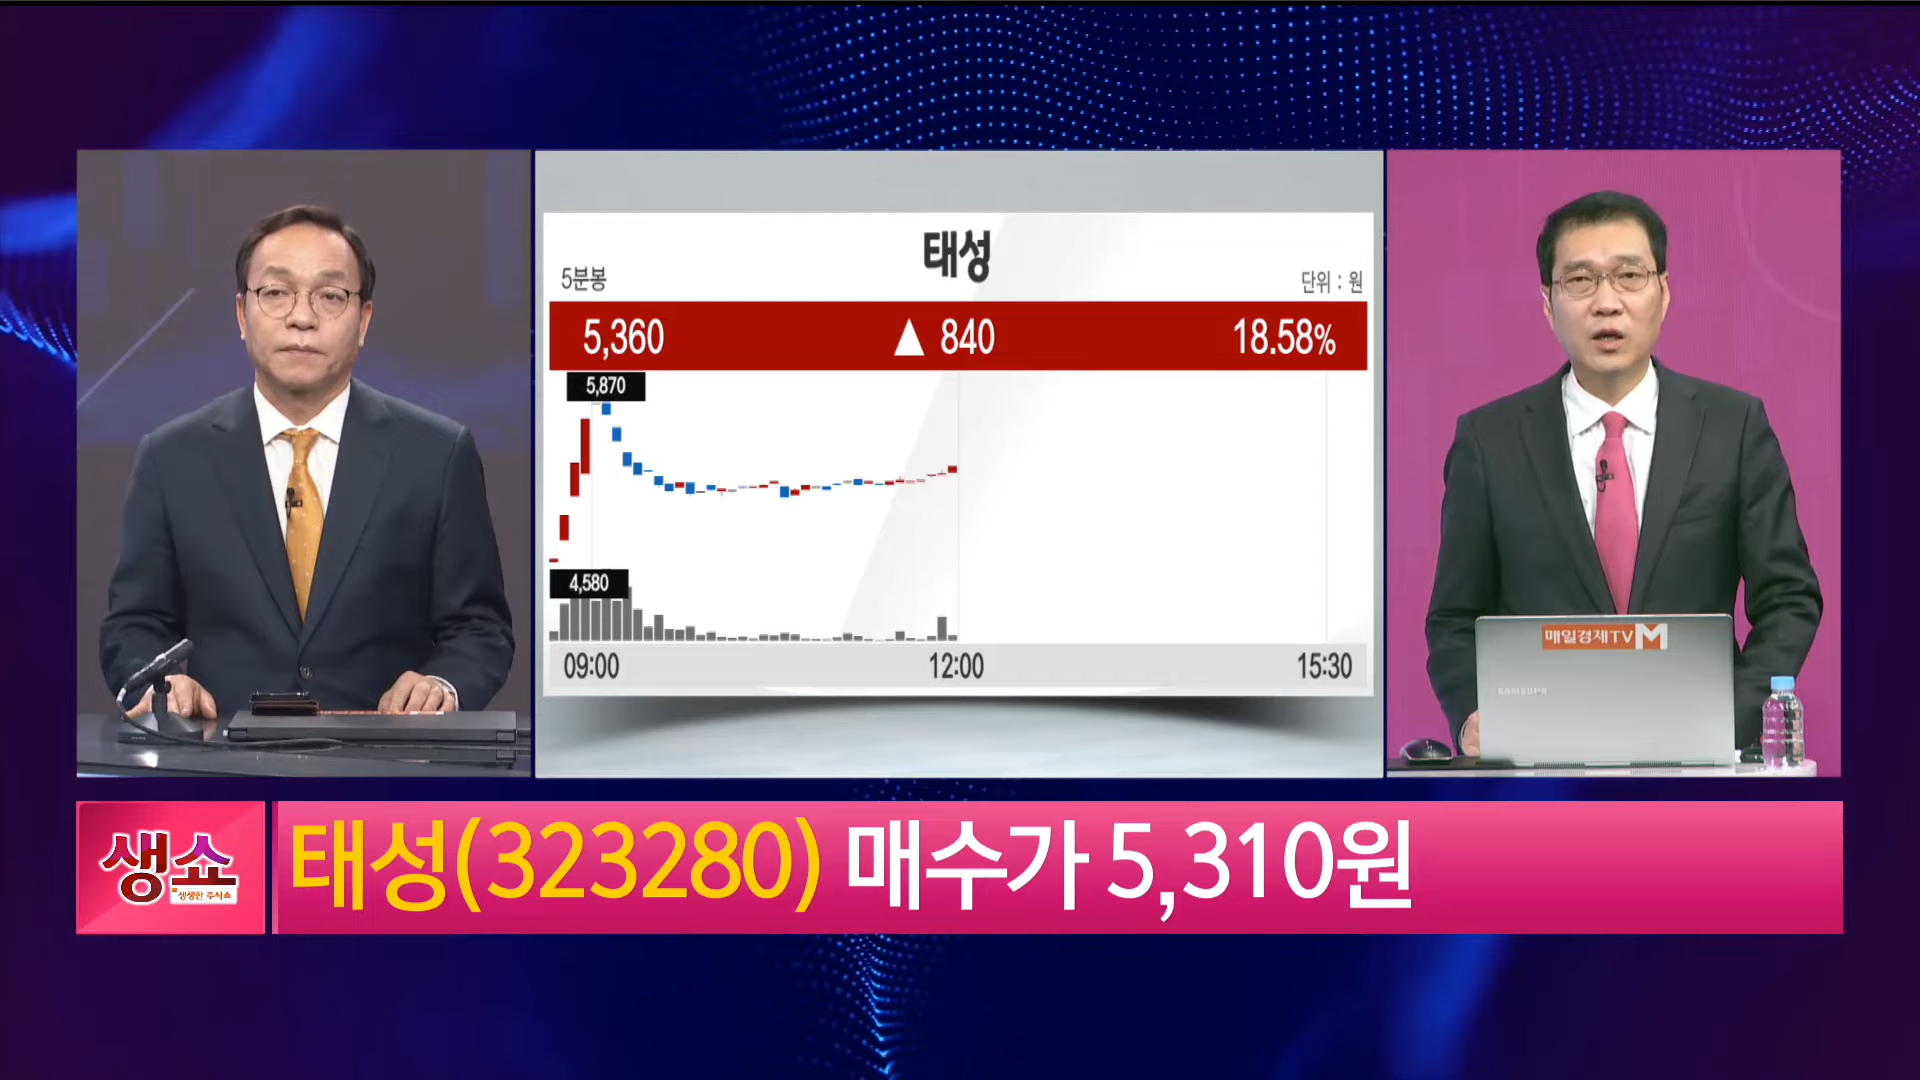 태성
5분봉
단위 : 원
5,360 ▲ 840 18.58%
5,870
4,580
09:00 12:00 15:30
매일경제TV M
SAMSUNG
생쇼
생생한 주식쇼
태성(323280) 매수가 5,310원